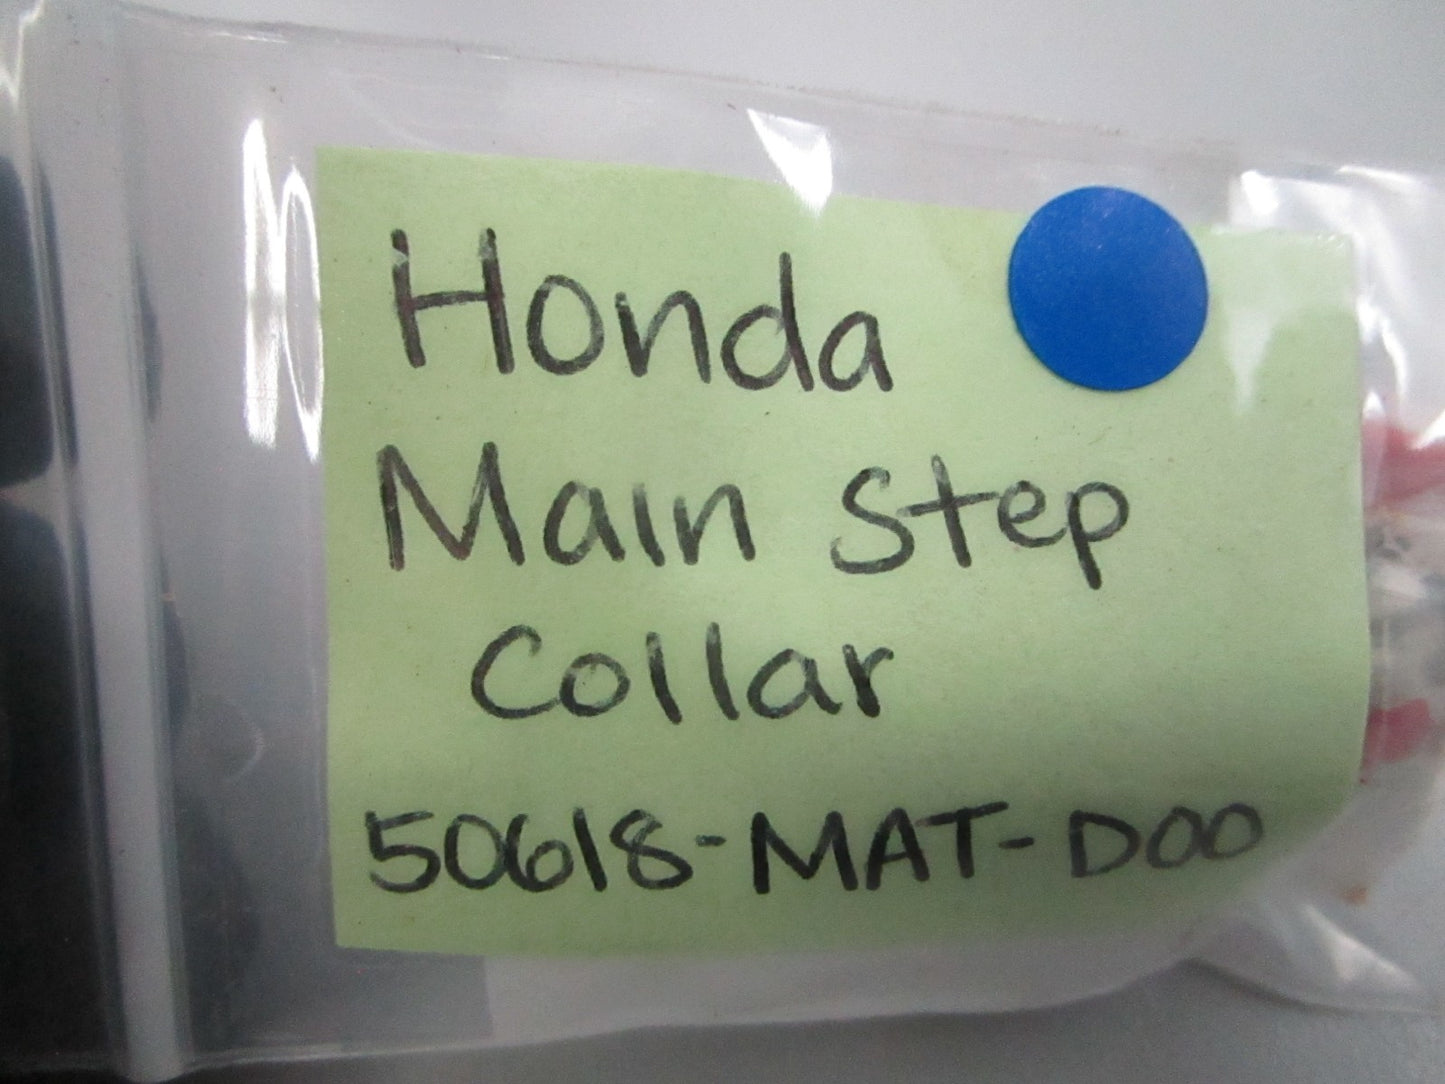 Honda
Main Step
Collar
50618-MAT-D00